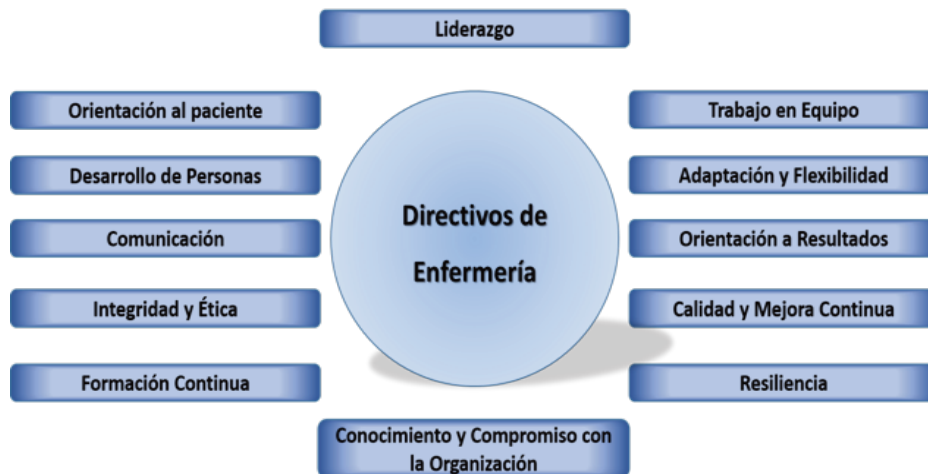 Liderazgo
Orientación al paciente
Desarrollo de Personas
Comunicación
Integridad y Ética
Formación Continua
Directivos de
Enfermería
Trabajo en Equipo
Adaptación y Flexibilidad
Orientación a Resultados
Calidad y Mejora Continua
Resiliencia
Conocimiento y Compromiso con
la Organización